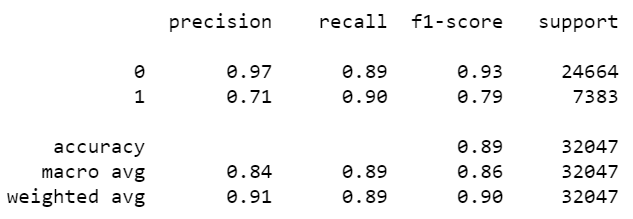 precision recall f1-score support
0 0.97 0.89 0.93 24664
1 0.71 0.90 0.79 7383
accuracy 0.89 32047
macro avg 0.84 0.89 0.86 32047
weighted avg 0.91 0.89 0.90 32047